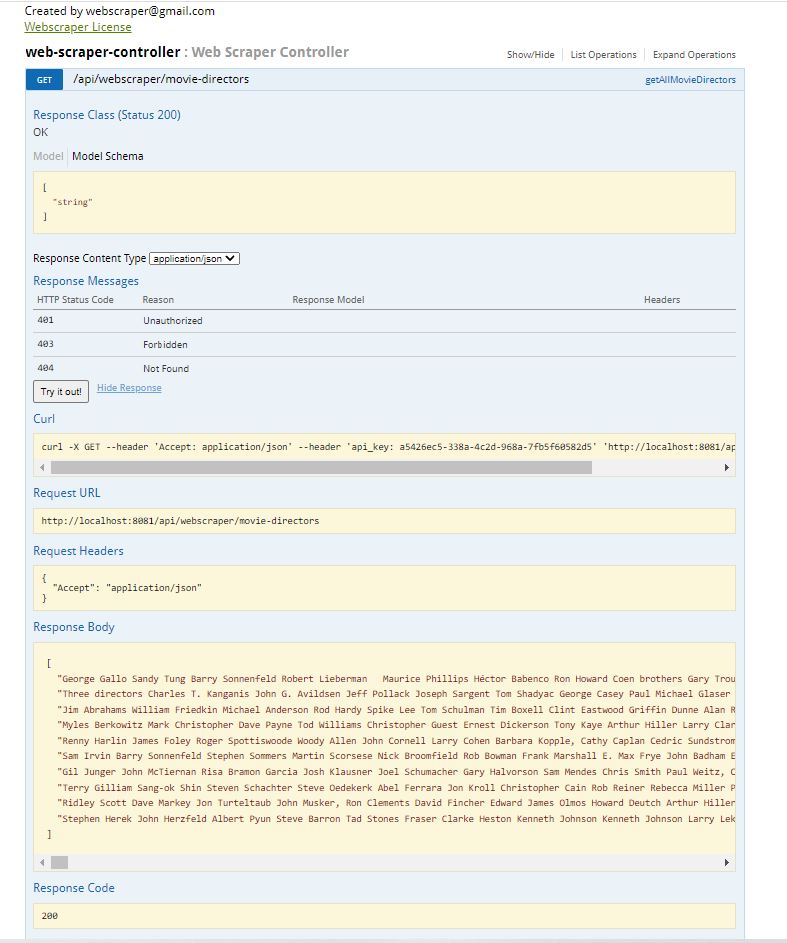 Created by webscraper@gmail.com
Webscraper License
web-scraper-controller : Web Scraper Controller
Show/Hide List Operations Expand Operations
GET /api/webscraper/movie-directors getAllMovieDirectors
Response Class (Status 200)
OK
Model Model Schema
[
"string"
]
Response Content Type application/json
Response Messages
HTTP Status Code Reason Response Model Headers
401 Unauthorized
403 Forbidden
404 Not Found
Try it out! Hide Response
Curl
curl -X GET --header 'Accept: application/json' --header 'api_key: a5426ec5-338a-4c2d-968a-7fb5f60582d5' 'http://localhost:8081/ap
Request URL
http://localhost:8081/api/webscraper/movie-directors
Request Headers
{
"Accept": "application/json"
}
Response Body
[
"George Gallo Sandy Tung Barry Sonnenfeld Robert Lieberman   Maurice Phillips Héctor Babenco Ron Howard Coen brothers Gary Trou
"Three directors Charles T. Kanganis John G. Avildsen Jeff Pollack Joseph Sargent Tom Shadyac George Casey Paul Michael Glaser
"Jim Abrahams William Friedkin Michael Anderson Rod Hardy Spike Lee Tom Schulman Tim Boxell Clint Eastwood Griffin Dunne Alan R
"Myles Berkowitz Mark Christopher Dave Payne Tod Williams Christopher Guest Ernest Dickerson Tony Kaye Arthur Hiller Larry Clar
"Renny Harlin James Foley Roger Spottiswoode Woody Allen John Cornell Larry Cohen Barbara Kopple, Cathy Caplan Cedric Sundstrom
"Sam Irvin Barry Sonnenfeld Stephen Sommers Martin Scorsese Nick Broomfield Rob Bowman Frank Marshall E. Max Frye John Badham E
"Gil Junger John McTiernan Risa Bramon Garcia Josh Klausner Joel Schumacher Gary Halvorson Sam Mendes Chris Smith Paul Weitz, C
"Terry Gilliam Sang-ok Shin Steven Schachter Steve Oedekerk Abel Ferrara Jon Kroll Christopher Cain Rob Reiner Rebecca Miller P
"Ridley Scott Dave Markey Jon Turteltaub John Musker, Ron Clements David Fincher Edward James Olmos Howard Deutch Arthur Hiller
"Stephen Herek John Herzfeld Albert Pyun Steve Barron Tad Stones Fraser Clarke Heston Kenneth Johnson Kenneth Johnson Larry Lek
]
Response Code
200